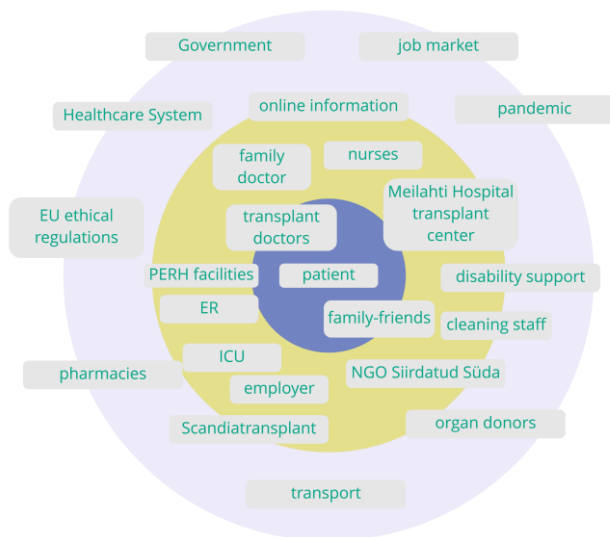 Government
job market
Healthcare System
online information
pandemic
family
doctor
nurses
EU ethical
regulations
transplant
doctors
Meilahti Hospital
transplant
center
PERH facilities
patient
disability support
ER
family-friends
cleaning staff
ICU
pharmacies
employer
NGO Siirdatud Süda
Scandiatransplant
organ donors
transport